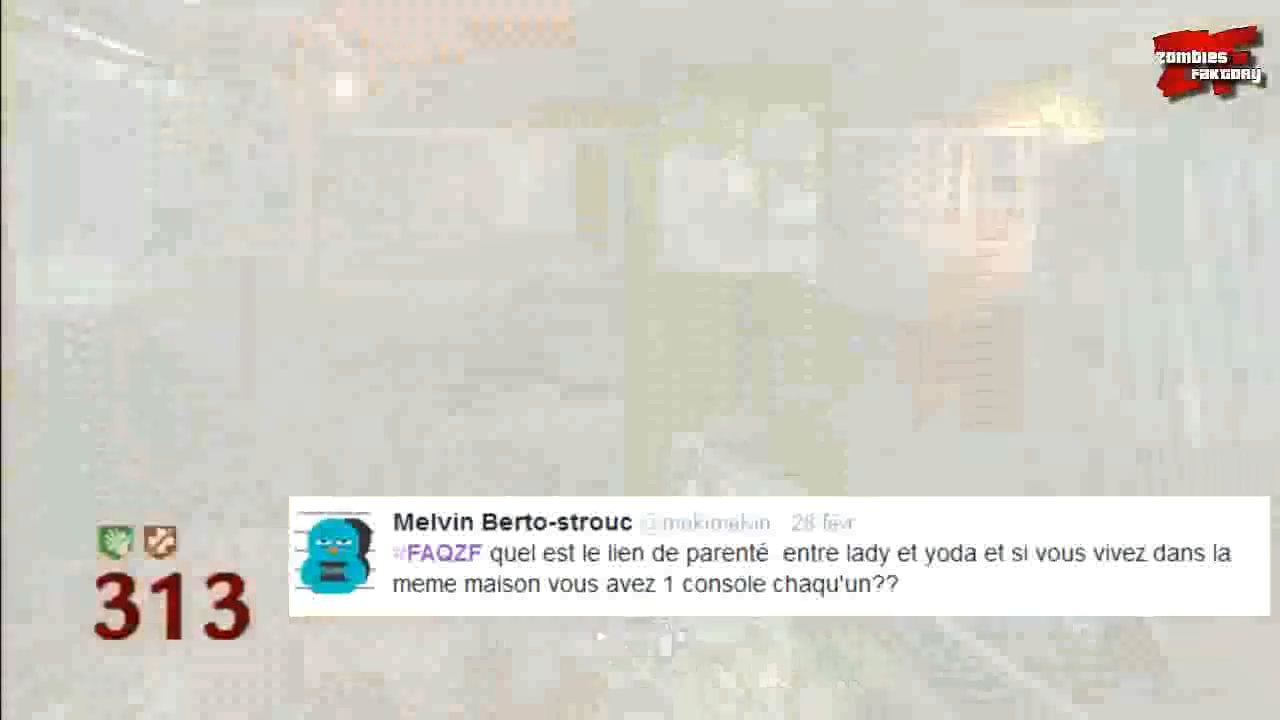 zombies
FAKTORY
Melvin Berto-strouc @makimalvin 28 févr
#FAQZF quel est le lien de parenté entre lady et yoda et si vous vivez dans la
meme maison vous avez 1 console chaqu'un??
313